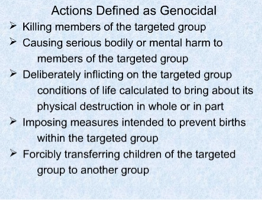 Actions Defined as Genocidal
➢ Killing members of the targeted group
➢ Causing serious bodily or mental harm to
members of the targeted group
➢ Deliberately inflicting on the targeted group
conditions of life calculated to bring about its
physical destruction in whole or in part
➢ Imposing measures intended to prevent births
within the targeted group
➢ Forcibly transferring children of the targeted
group to another group